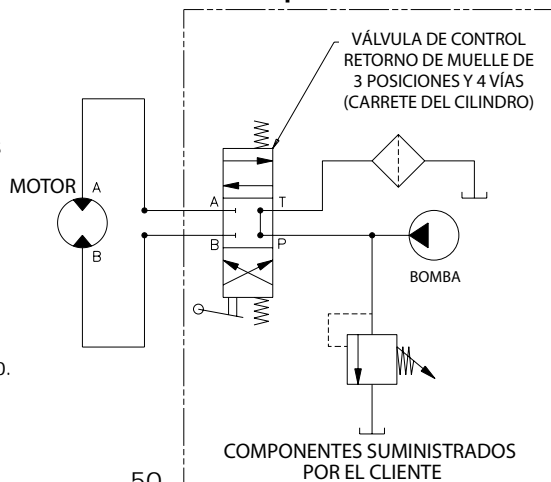 VÁLVULA DE CONTROL
RETORNO DE MUELLE DE
3 POSICIONES Y 4 VÍAS
(CARRETE DEL CILINDRO)
MOTOR A
B
A T
B P
BOMBA
0.
COMPONENTES SUMINISTRADOS
POR EL CLIENTE